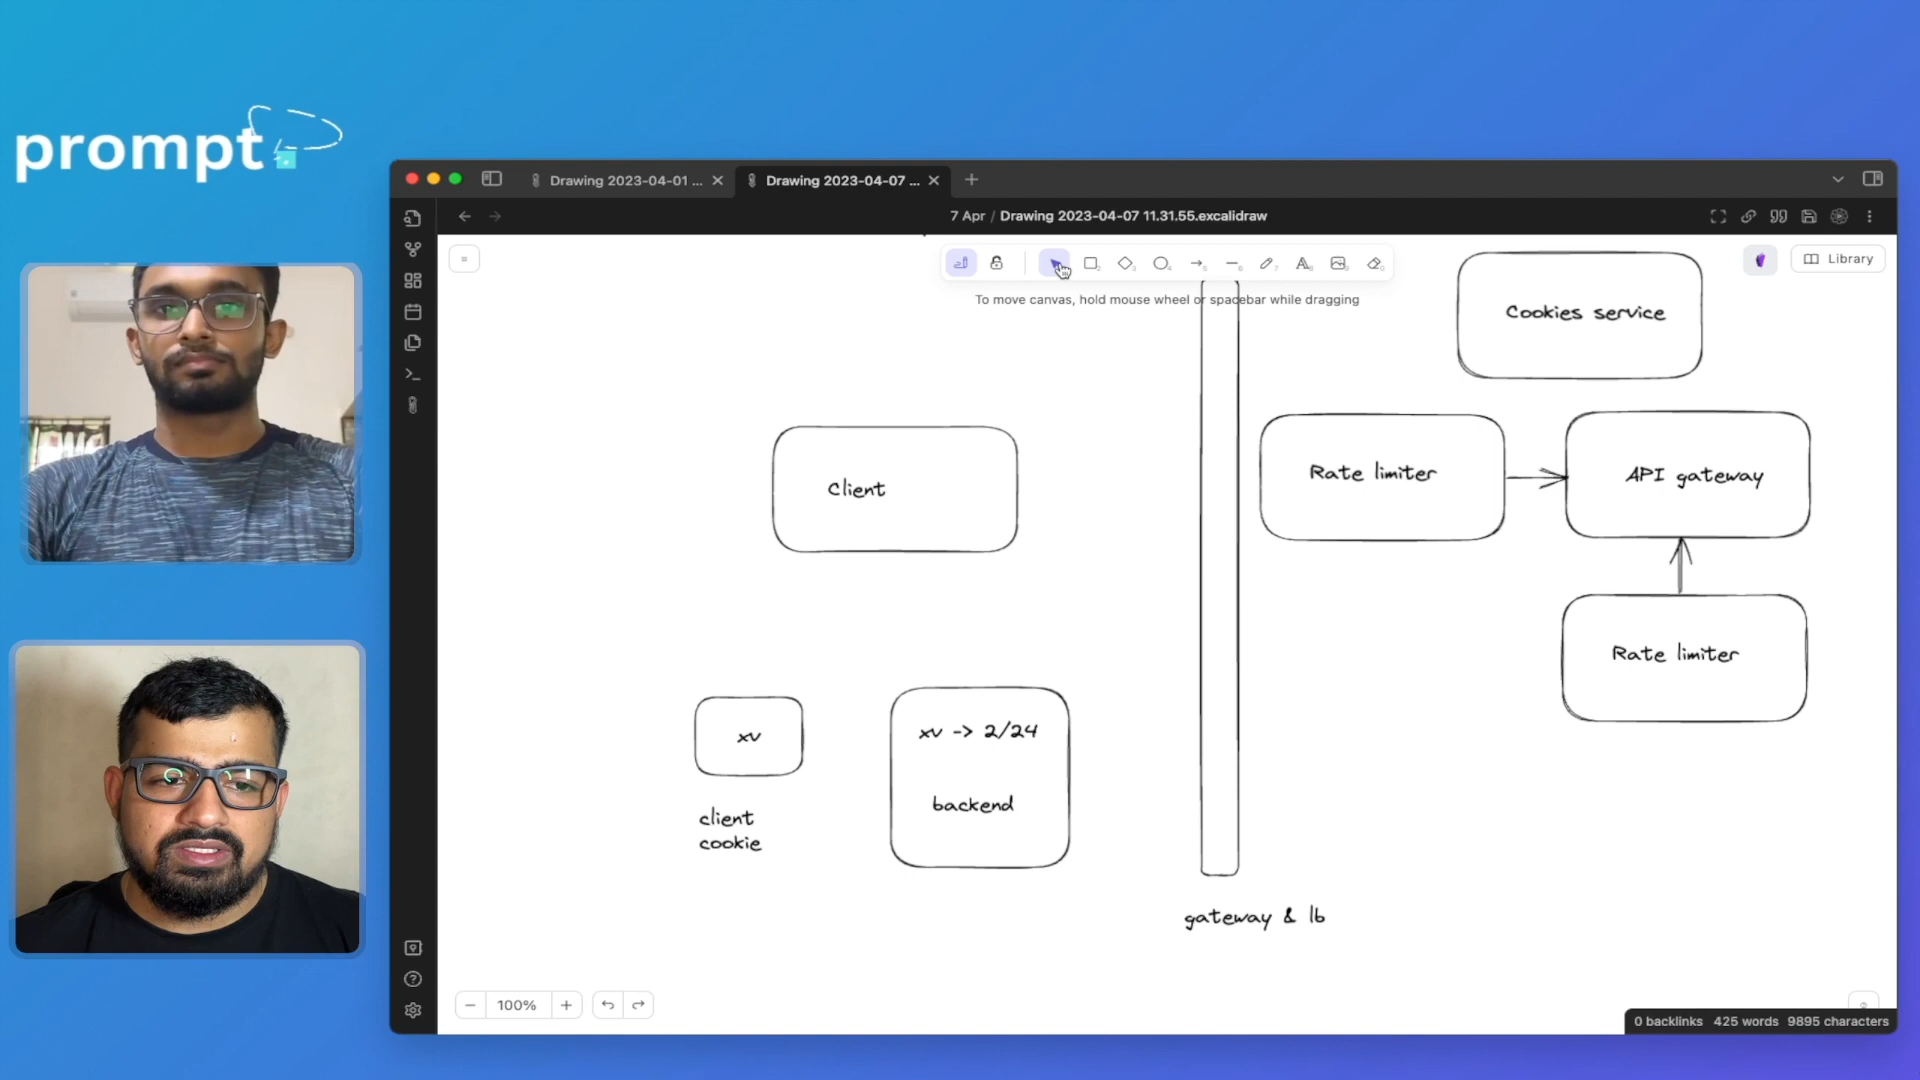 prompt.
Drawing 2023-04-01 ...
Drawing 2023-04-07 ...
7 Apr / Drawing 2023-04-07 11.31.55.excalidraw
Library
To move canvas, hold mouse wheel or spacebar while dragging
Cookies service
Client
Rate limiter
API gateway
Rate limiter
xv
client
cookie
xv -> 2/24
backend
gateway & lb
100%
0 backlinks 425 words 9895 characters